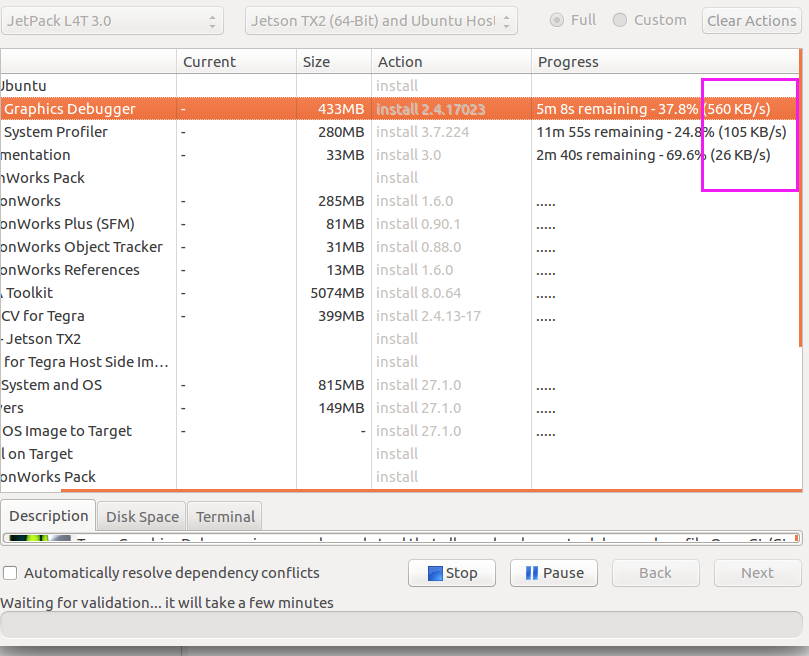 JetPack L4T 3.0 Jetson TX2 (64-Bit) and Ubuntu Host Full Custom Clear Actions
Current Size Action Progress
Ubuntu install
Graphics Debugger - 433MB install 2.4.17023 5m 8s remaining - 37.8% (560 KB/s)
System Profiler - 280MB install 3.7.224 11m 55s remaining - 24.8% (105 KB/s)
mentation - 33MB install 3.0 2m 40s remaining - 69.6% (26 KB/s)
nWorks Pack install
onWorks - 285MB install 1.6.0 .....
onWorks Plus (SFM) - 81MB install 0.90.1 .....
onWorks Object Tracker - 31MB install 0.88.0 .....
onWorks References - 13MB install 1.6.0 .....
A Toolkit - 5074MB install 8.0.64 .....
CV for Tegra - 399MB install 2.4.13-17 .....
- Jetson TX2 install
for Tegra Host Side Im... install
System and OS - 815MB install 27.1.0 .....
vers - 149MB install 27.1.0 .....
OS Image to Target - - install 27.1.0 .....
l on Target install
onWorks Pack install
Description Disk Space Terminal
Automatically resolve dependency conflicts Stop Pause Back Next
Waiting for validation... it will take a few minutes